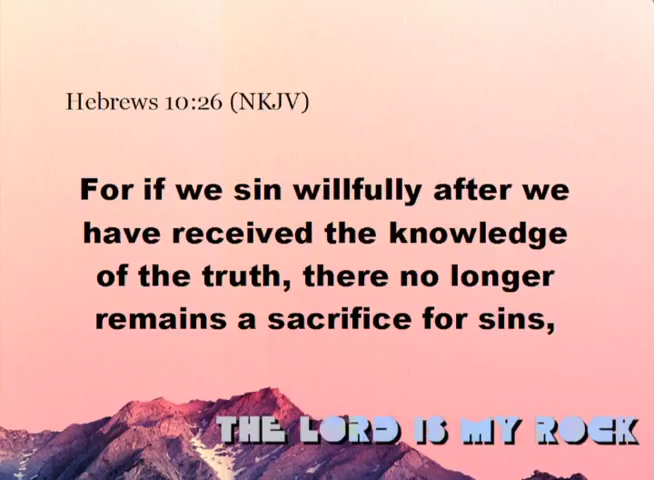 Hebrews 10:26 (NKJV)
For if we sin willfully after we
have received the knowledge
of the truth, there no longer
remains a sacrifice for sins,
THE LORD IS MY ROCK